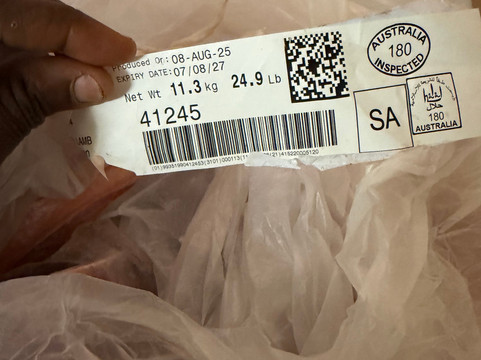 Produced On: 08-AUG-25
EXPIRY DATE: 07/08/27
Net Wt 11.3 kg 24.9 Lb
41245
AMB
AUSTRALIA
180
INSPECTED
SA
حلال
180
AUSTRALIA